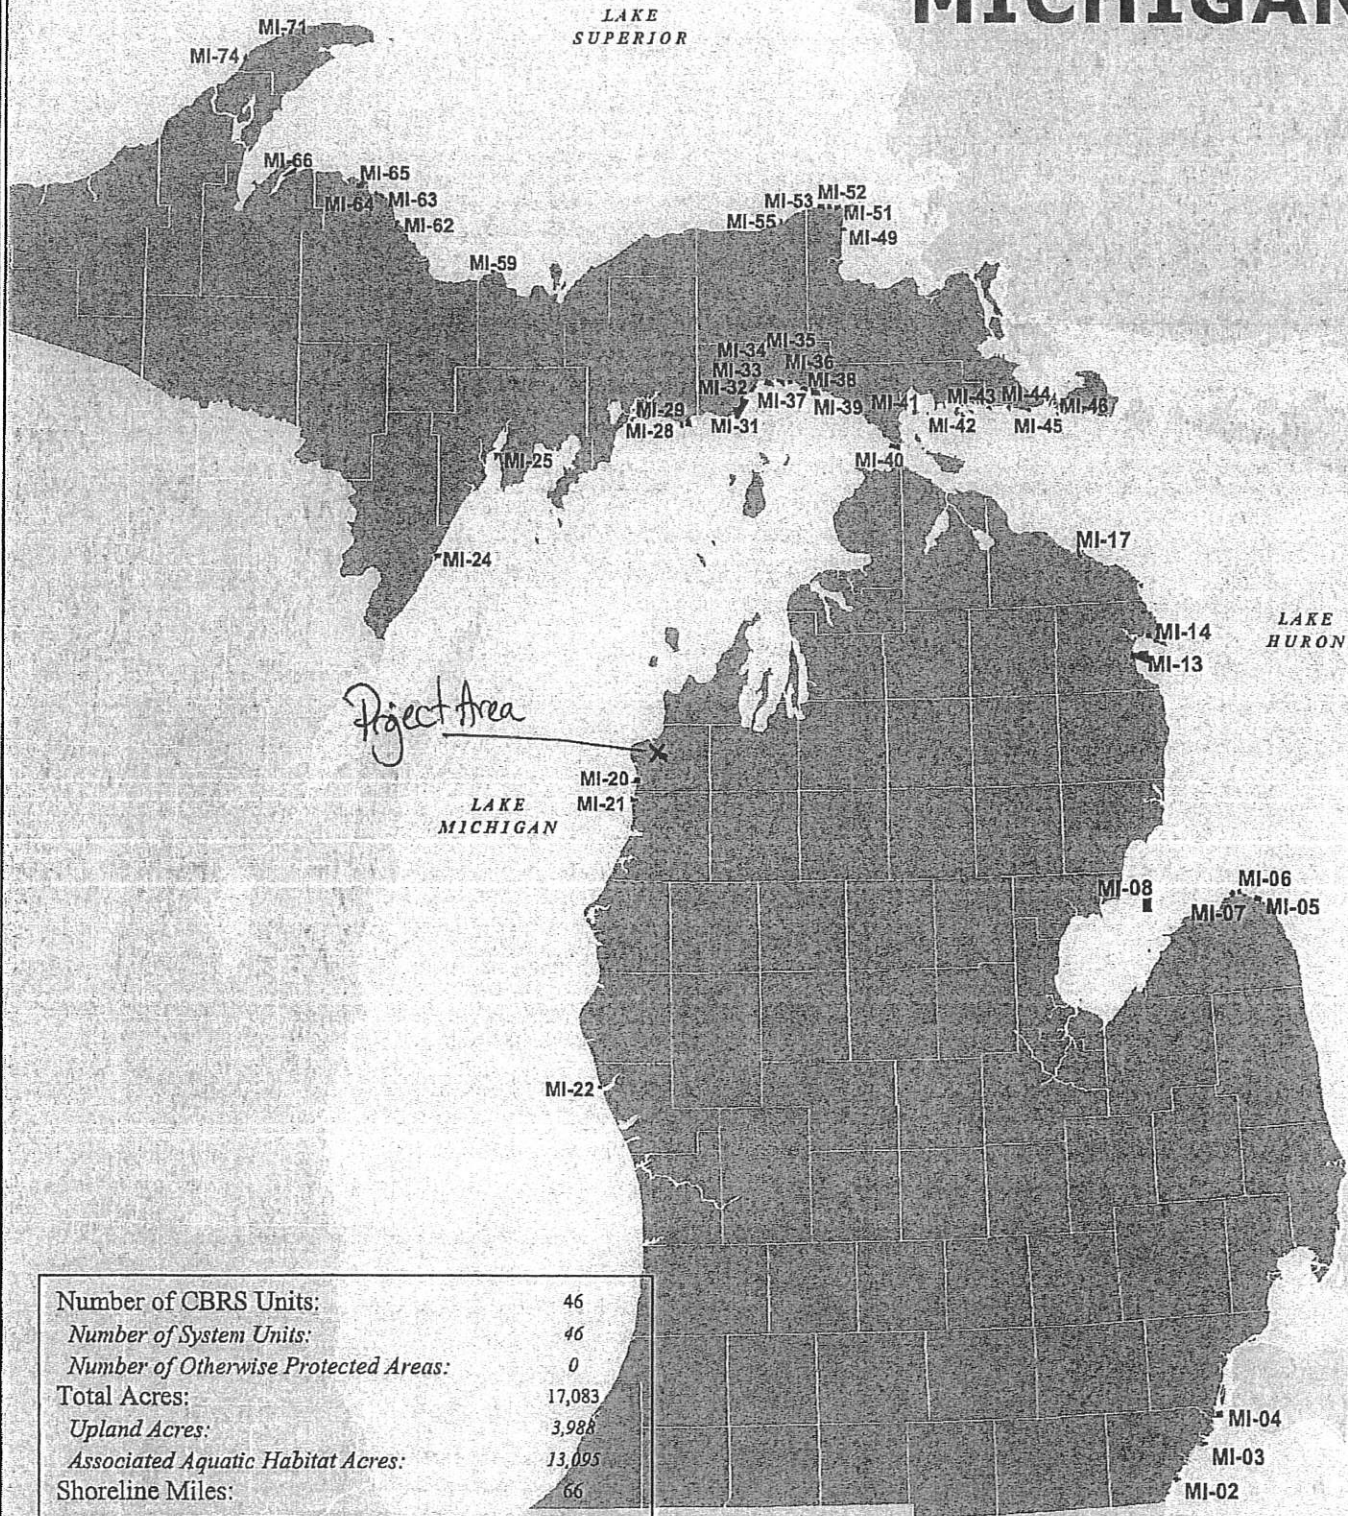 MICHIGAN
LAKE
SUPERIOR
MI-71
MI-74
MI-66
MI-65
MI-64
MI-63
MI-62
MI-59
MI-55
MI-53
MI-52
MI-51
MI-49
MI-35
MI-34
MI-36
MI-33
MI-32
MI-38
MI-37
MI-39
MI-31
MI-29
MI-28
MI-25
MI-24
MI-41
MI-43
MI-44
MI-46
MI-42
MI-45
MI-40
MI-17
MI-14
MI-13
LAKE
HURON
Project Area
MI-20
MI-21
LAKE
MICHIGAN
MI-08
MI-06
MI-07
MI-05
MI-22
MI-04
MI-03
MI-02
Number of CBRS Units: 46
Number of System Units: 46
Number of Otherwise Protected Areas: 0
Total Acres: 17,083
Upland Acres: 3,988
Associated Aquatic Habitat Acres: 13,095
Shoreline Miles: 66